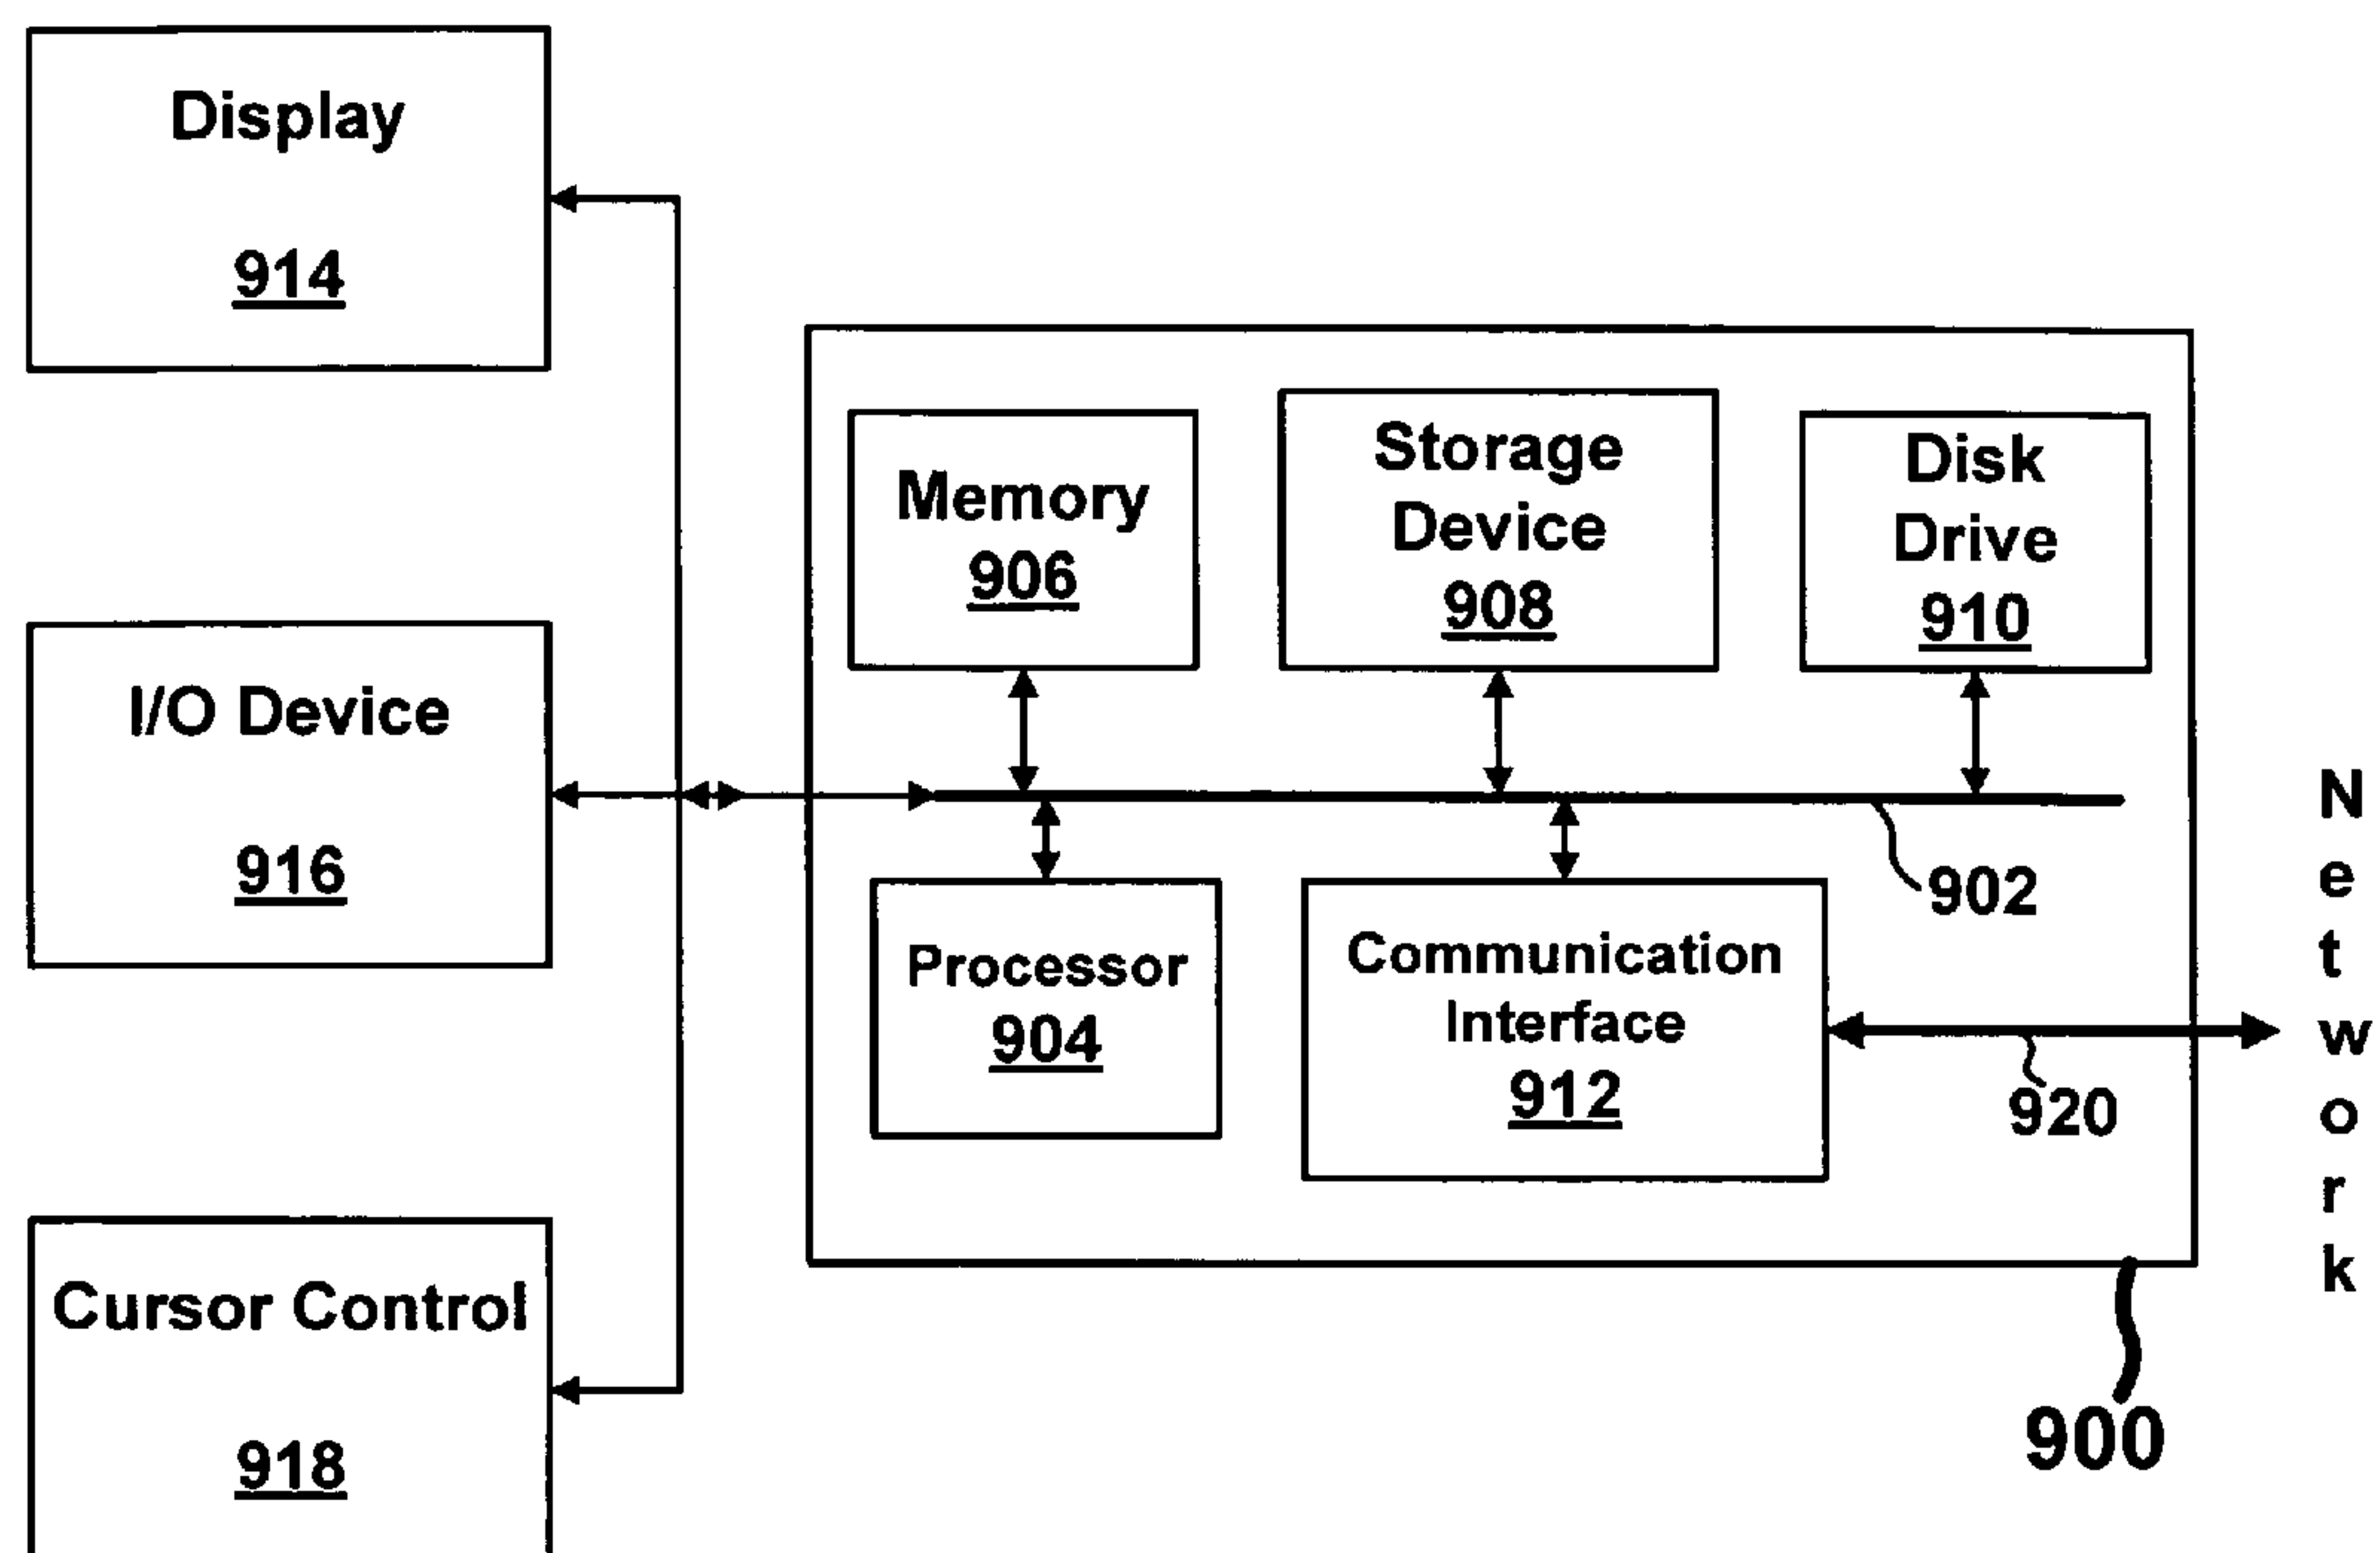 Display
914
I/O Device
916
Cursor Control
918
Memory
906
Storage
Device
908
Disk
Drive
910
902
Processor
904
Communication
Interface
912
920
900
Network